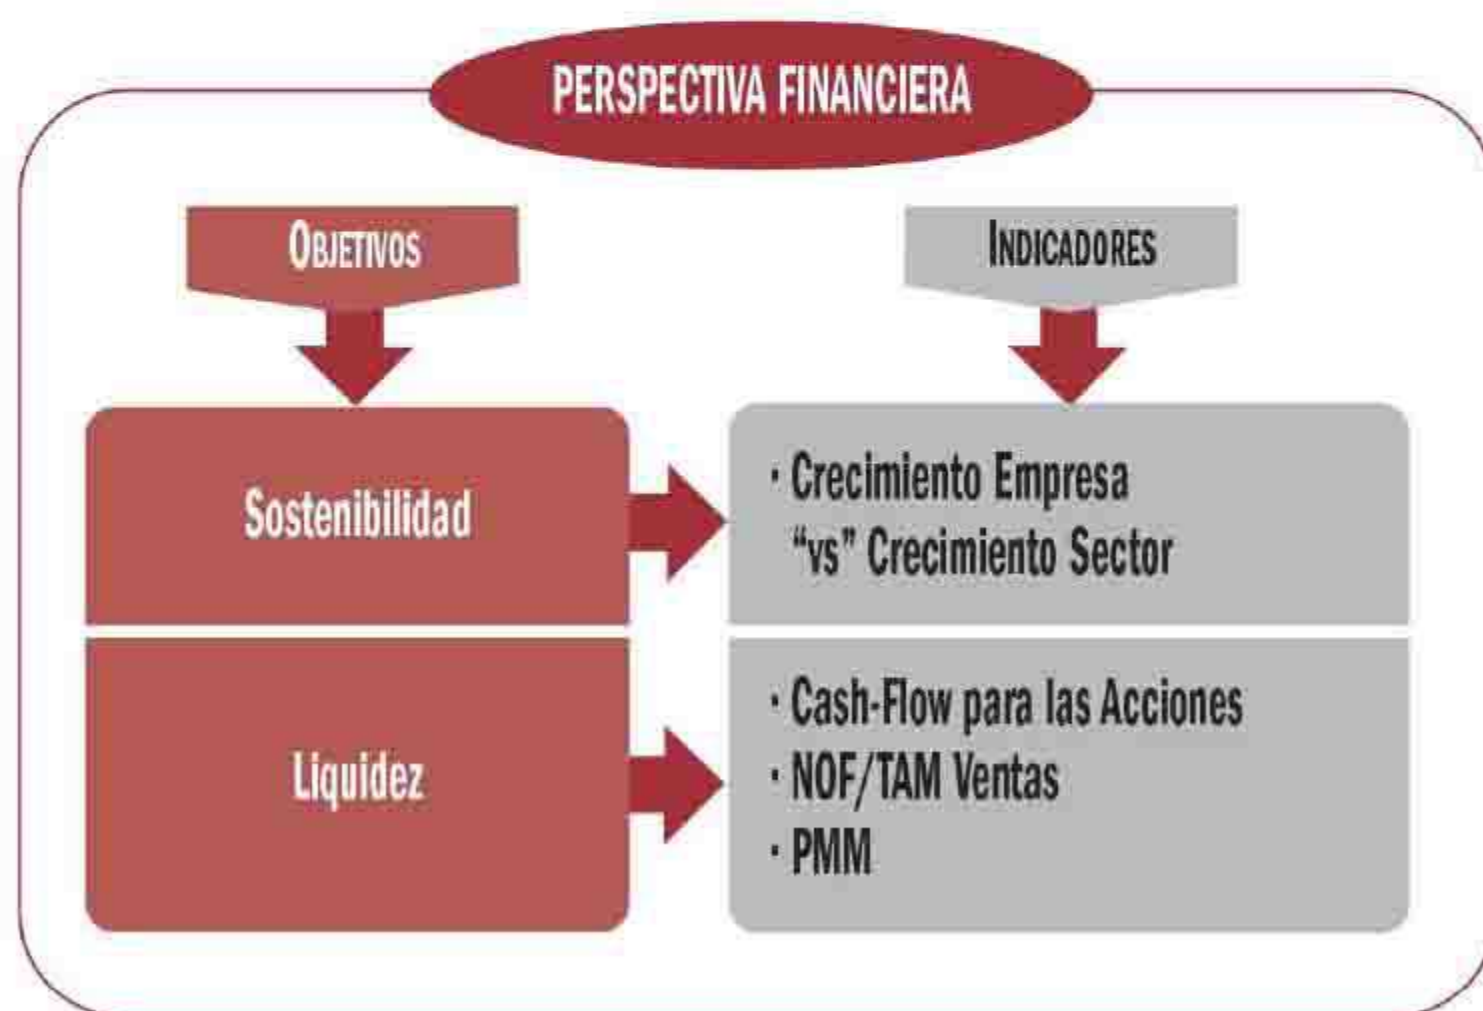 PERSPECTIVA FINANCIERA
OBJETIVOS
INDICADORES
Sostenibilidad
· Crecimiento Empresa
“vs” Crecimiento Sector
Liquidez
· Cash-Flow para las Acciones
· NOF/TAM Ventas
· PMM